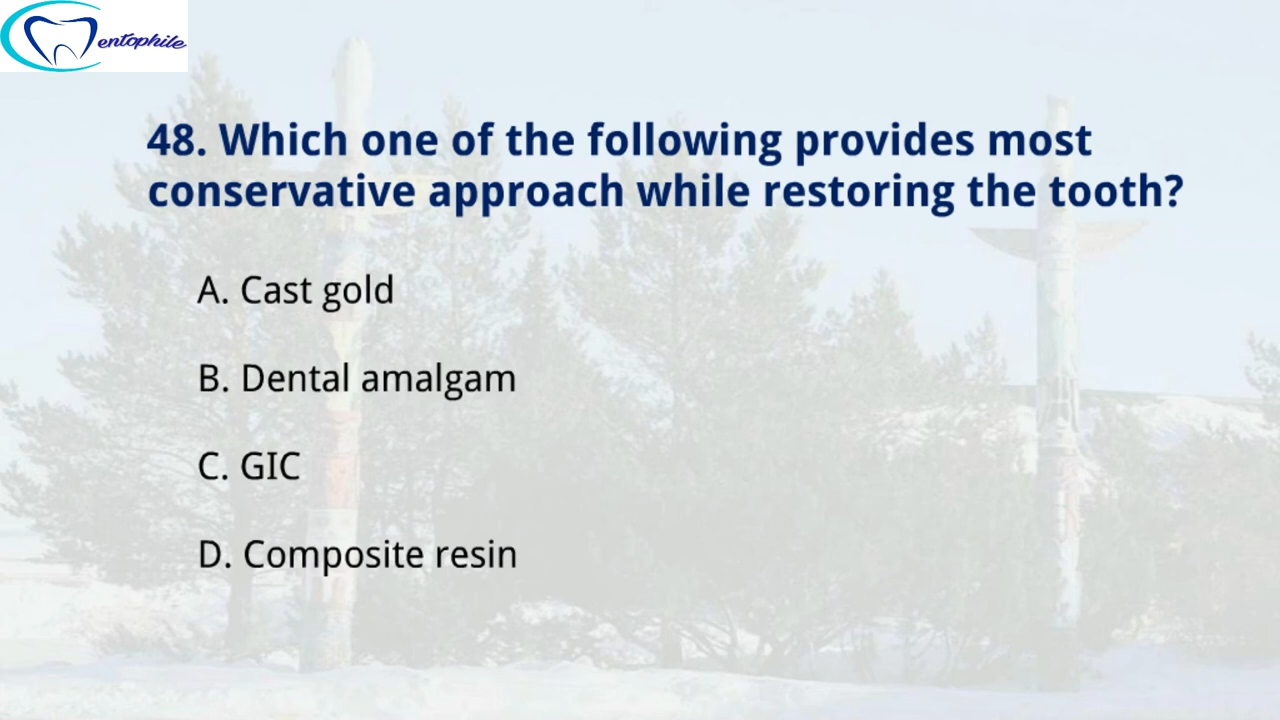 entophile
48. Which one of the following provides most
conservative approach while restoring the tooth?
A. Cast gold
B. Dental amalgam
C. GIC
D. Composite resin